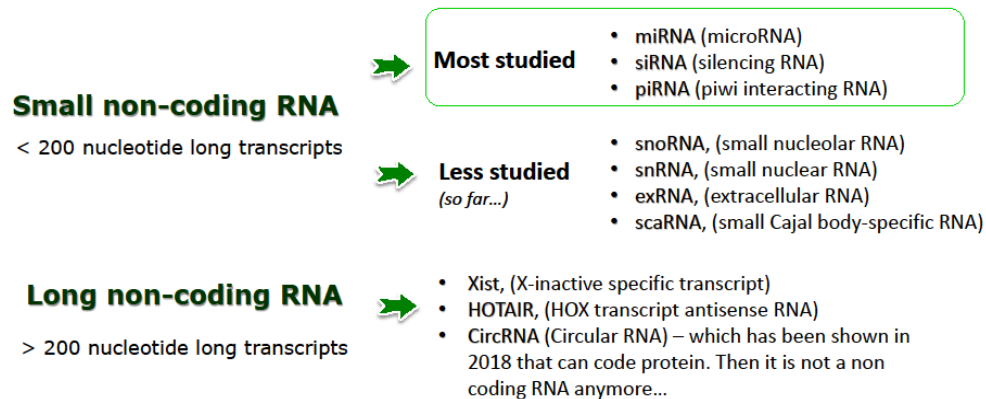 Small non-coding RNA
< 200 nucleotide long transcripts
Most studied
• miRNA (microRNA)
• siRNA (silencing RNA)
• piRNA (piwi interacting RNA)
Less studied
(so far...)
• snoRNA, (small nucleolar RNA)
• snRNA, (small nuclear RNA)
• exRNA, (extracellular RNA)
• scaRNA, (small Cajal body-specific RNA)
Long non-coding RNA
> 200 nucleotide long transcripts
• Xist, (X-inactive specific transcript)
• HOTAIR, (HOX transcript antisense RNA)
• CircRNA (Circular RNA) – which has been shown in
2018 that can code protein. Then it is not a non
coding RNA anymore...